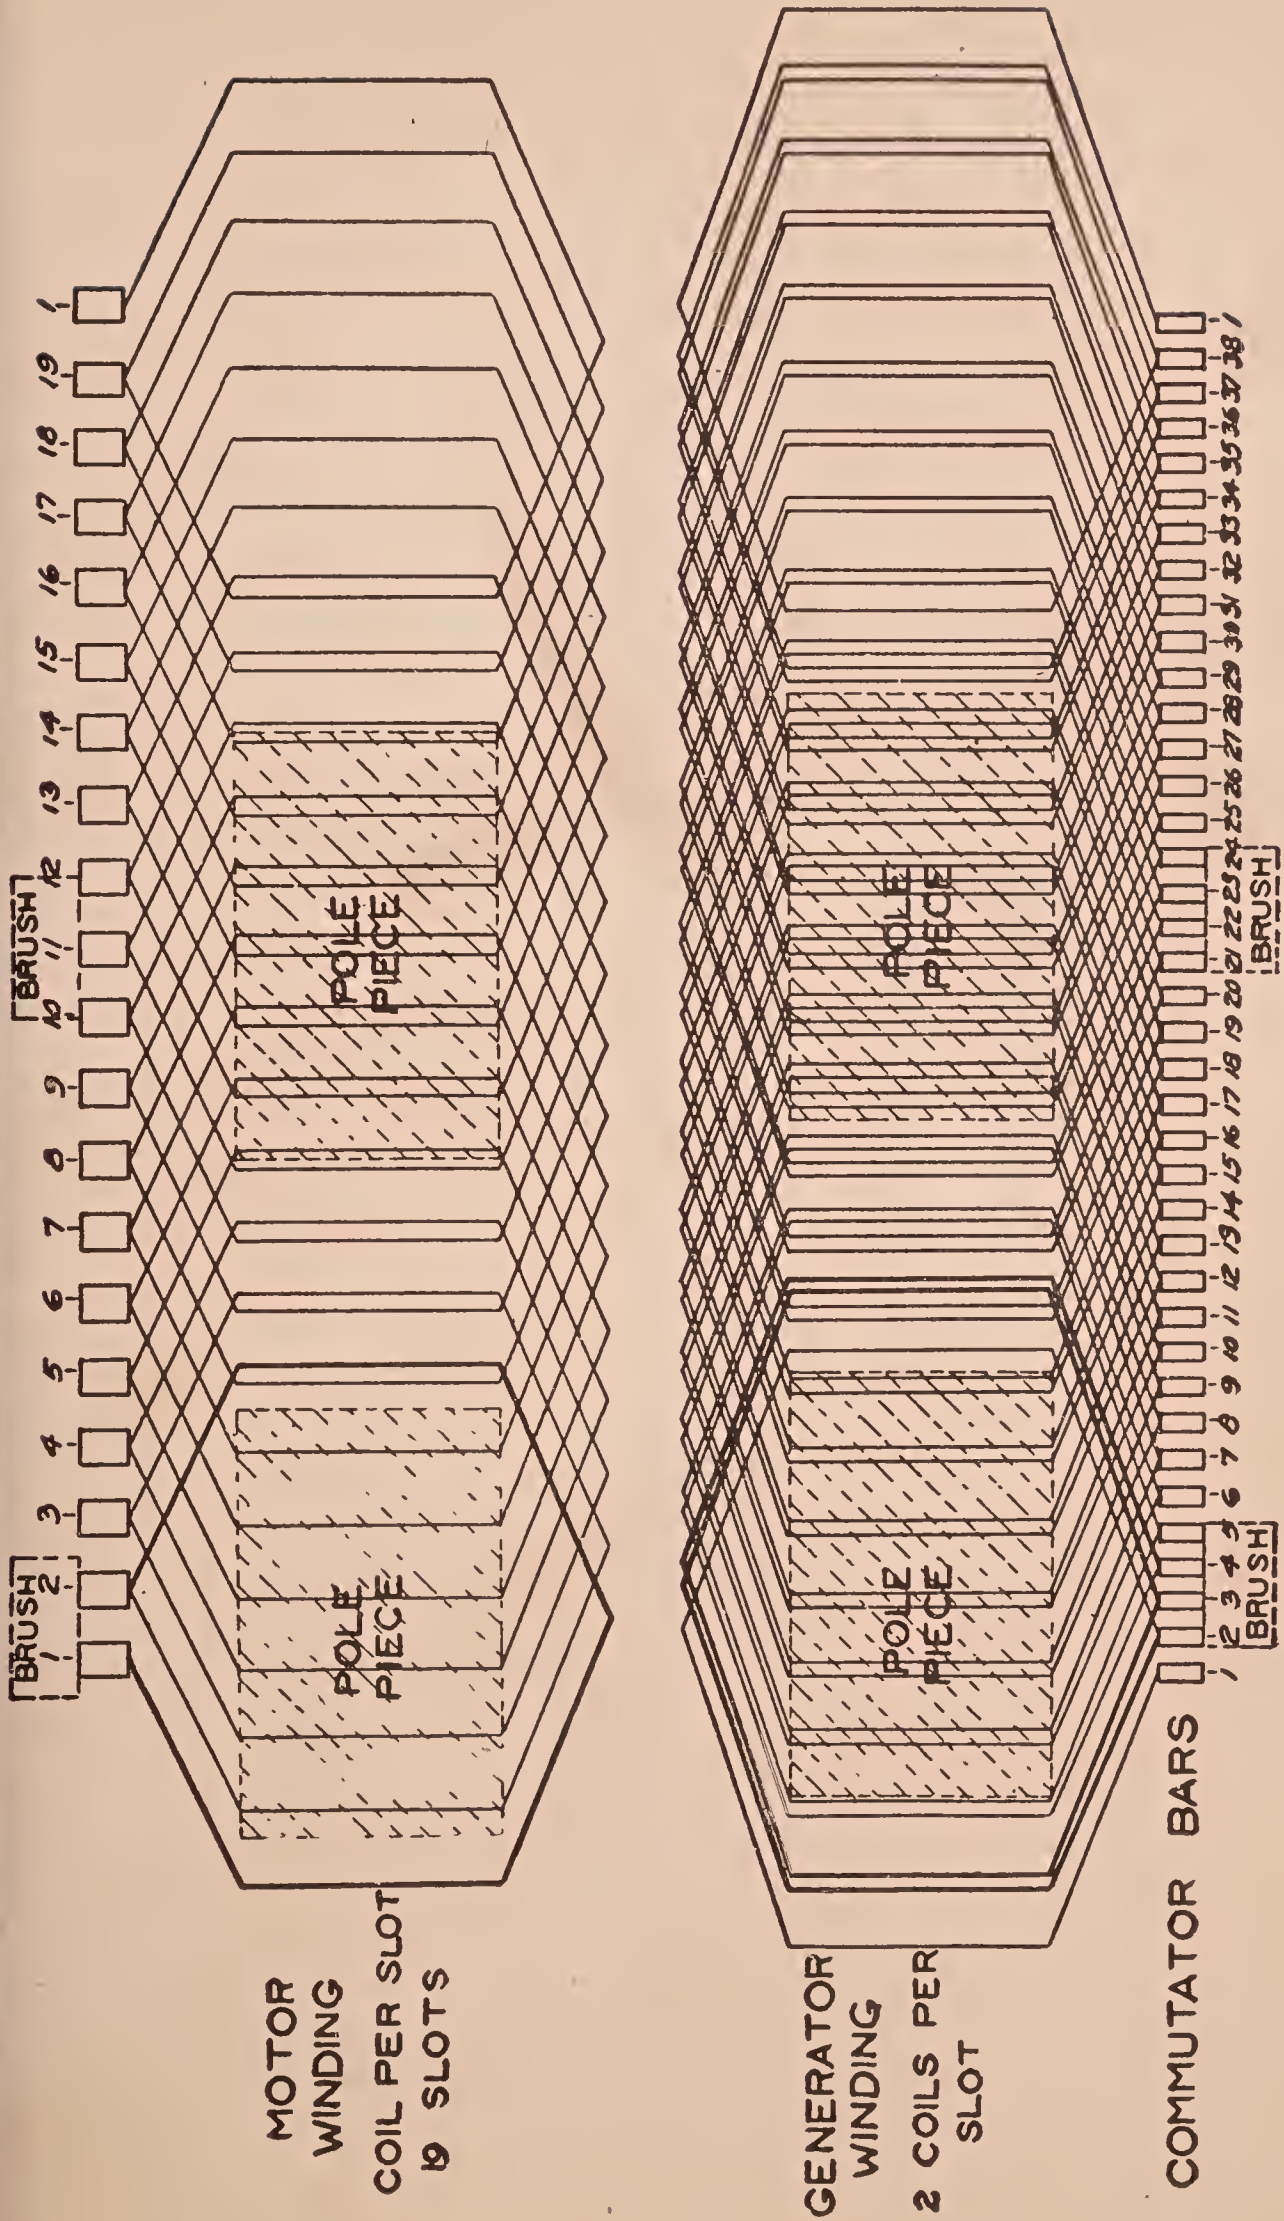 BRUSH BRUSH
1 2 3 4 5 6 7 8 9 10 11 12 13 14 15 16 17 18 19 1
MOTOR
WINDING
COIL PER SLOT
19 SLOTS
POLE
PIECE
POLE
PIECE
GENERATOR
WINDING
2 COILS PER
SLOT
POLE
PIECE
POLE
PIECE
COMMUTATOR BARS
1 2 3 4 5 6 7 8 9 10 11 12 13 14 15 16 17 18 19 20 21 22 23 24 25 26 27 28 29 30 31 32 33 34 35 36 37 38 1
BRUSH BRUSH